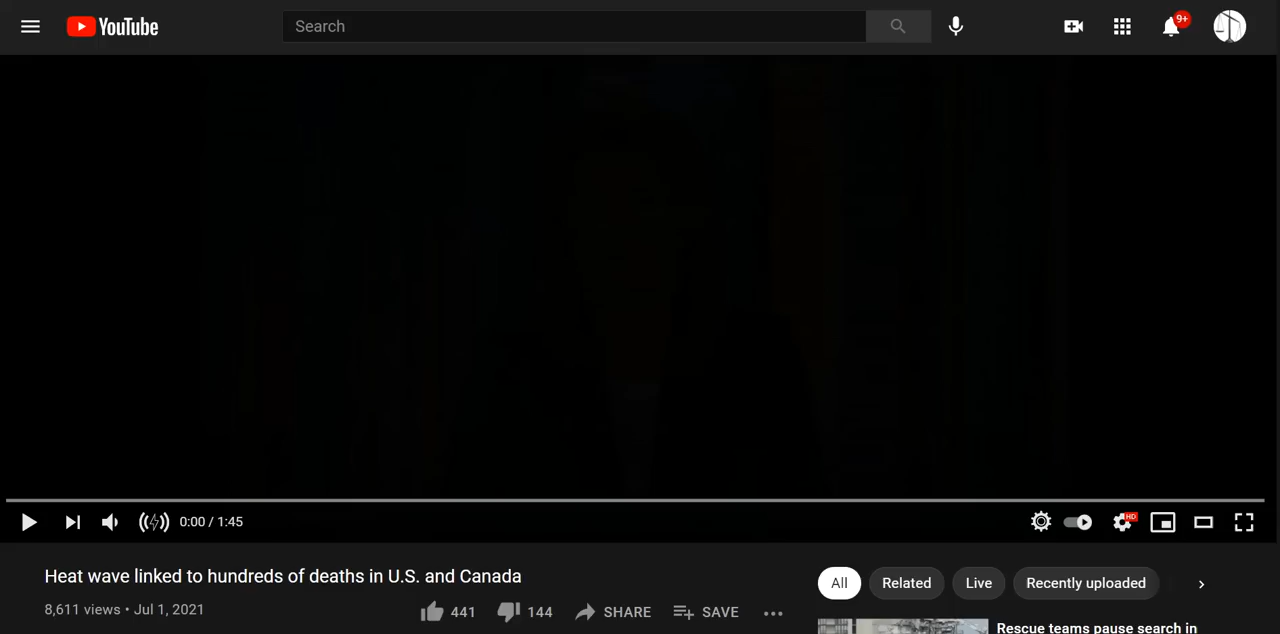 YouTube
Search
9+
0:00 / 1:45
HD
Heat wave linked to hundreds of deaths in U.S. and Canada
8,611 views • Jul 1, 2021
441
144
SHARE
SAVE
All
Related
Live
Recently uploaded
Rescue teams pause search in